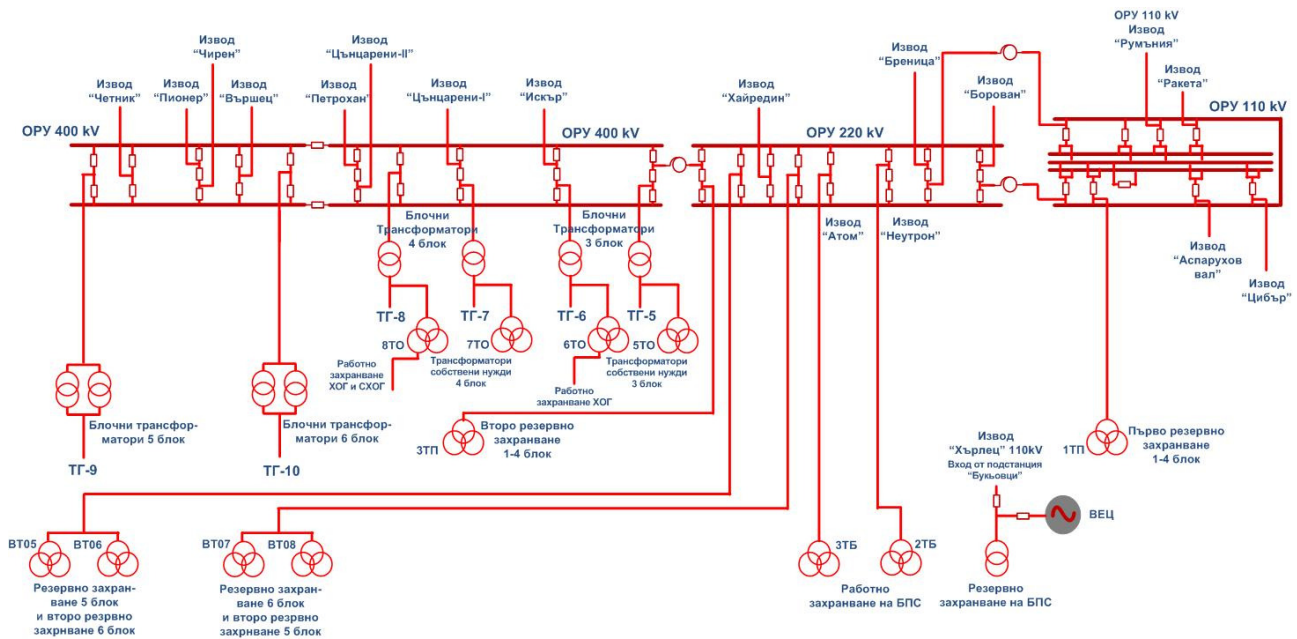 ОРУ 110 kV
Извод
“Румъния”
Извод
“Чирен”
Извод
“Цънцарени-II”
Извод
“Бреница”
Извод
“Четник”
Извод
“Пионер”
Извод
“Вършец”
Извод
“Петрохан”
Извод
“Цънцарени-I”
Извод
“Искър”
Извод
“Хайредин”
Извод
“Борован”
Извод
“Ракета”
ОРУ 400 kV
ОРУ 400 kV
ОРУ 220 kV
ОРУ 110 kV
Блочни
Трансформатори
4 блок
Блочни
Трансформатори
3 блок
Извод
“Атом”
Извод
“Неутрон”
Извод
“Аспарухов
вал”
Извод
“Цибър”
ТГ-8
ТГ-7
ТГ-6
ТГ-5
8ТО
7ТО
6ТО
5ТО
Работно
захранване
ХОГ и СХОГ
Трансформатори
собствени нужди
4 блок
Работно
захранване ХОГ
Трансформатори
собствени нужди
3 блок
Блочни трансфор-
матори 5 блок
Блочни трансфор-
матори 6 блок
ТГ-9
ТГ-10
3ТП
Второ резервно
захранване
1-4 блок
1ТП
Първо резервно
захранване
1-4 блок
Извод
“Хърлец” 110kV
Вход от подстанция
“Букьовци”
ВЕЦ
ВТ05
ВТ06
ВТ07
ВТ08
3ТБ
2ТБ
Резервно захран-
ване 5 блок
и второ резрвно
захрнване 6 блок
Резервно захран-
ване 6 блок
и второ резрвно
захрнване 5 блок
Работно
захранване на БПС
Резервно
захранване на БПС